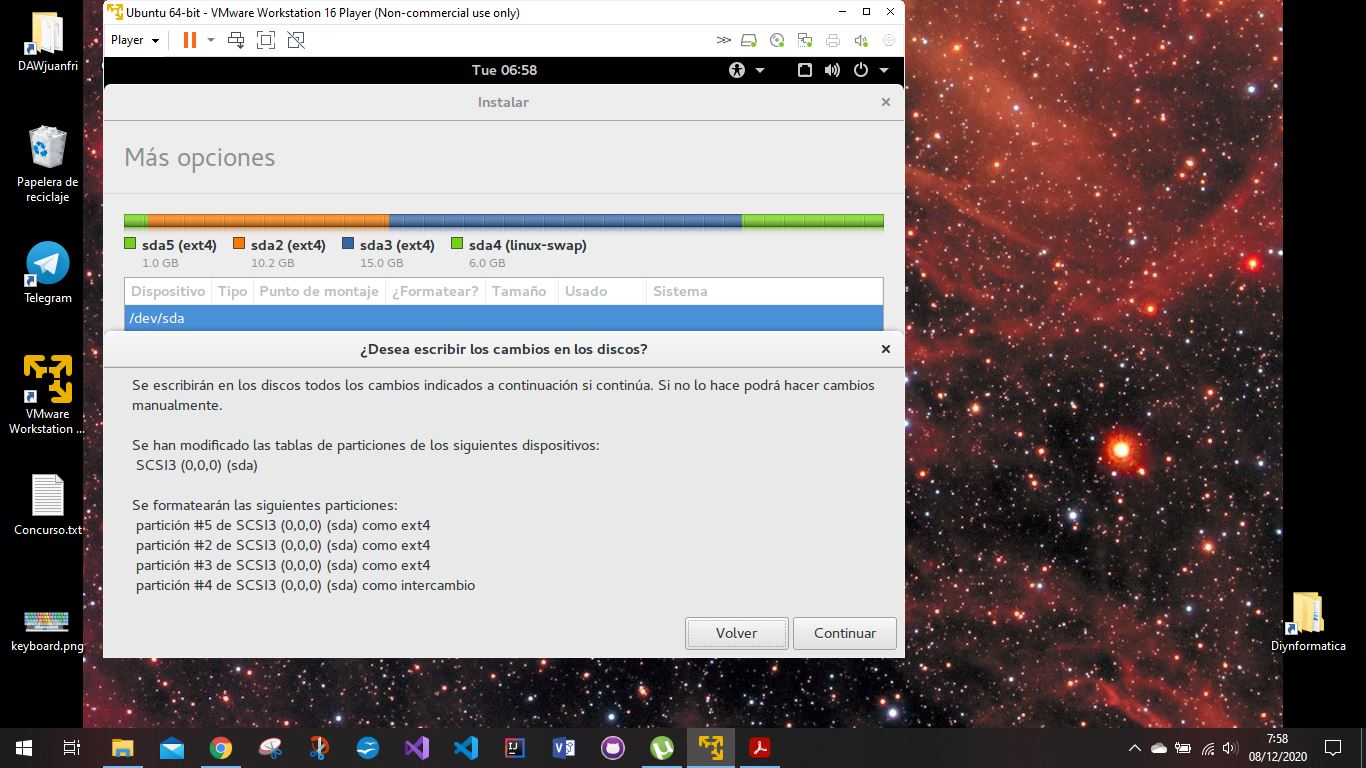 Ubuntu 64-bit - VMware Workstation 16 Player (Non-commercial use only)
Player
Tue 06:58
Instalar
Más opciones
sda5 (ext4) sda2 (ext4) sda3 (ext4) sda4 (linux-swap)
1.0 GB 10.2 GB 15.0 GB 6.0 GB
Dispositivo Tipo Punto de montaje ¿Formatear? Tamaño Usado Sistema
/dev/sda
¿Desea escribir los cambios en los discos?
Se escribirán en los discos todos los cambios indicados a continuación si continúa. Si no lo hace podrá hacer cambios
manualmente.
Se han modificado las tablas de particiones de los siguientes dispositivos:
SCSI3 (0,0,0) (sda)
Se formatearán las siguientes particiones:
partición #5 de SCSI3 (0,0,0) (sda) como ext4
partición #2 de SCSI3 (0,0,0) (sda) como ext4
partición #3 de SCSI3 (0,0,0) (sda) como ext4
partición #4 de SCSI3 (0,0,0) (sda) como intercambio
Volver Continuar
DAWjuanfri
Papelera de
reciclaje
Telegram
VMware
Workstation ...
Concurso.txt
keyboard.png
Diynformatica
7:58
08/12/2020